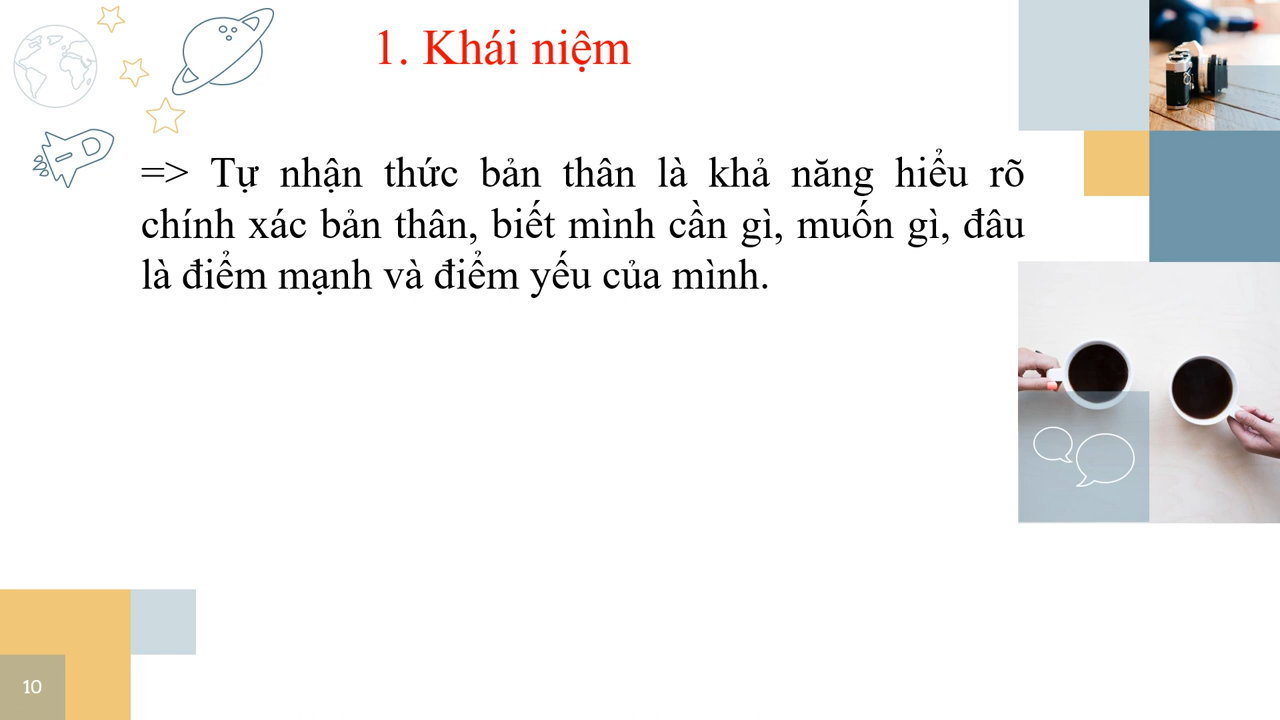 1. Khái niệm
=> Tự nhận thức bản thân là khả năng hiểu rõ
chính xác bản thân, biết mình cần gì, muốn gì, đâu
là điểm mạnh và điểm yếu của mình.
10